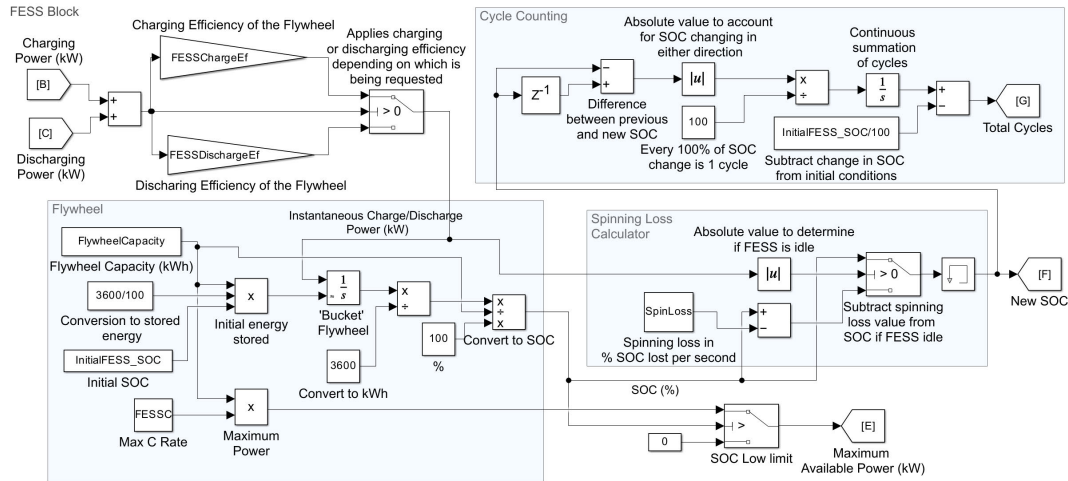 FESS Block
Charging
Power (kW)
[B]
[C]
Discharging
Power (kW)
+
+
Charging Efficiency of the Flywheel
FESSChargeEf
FESSDischargeEf
Discharing Efficiency of the Flywheel
Applies charging
or discharging efficiency
depending on which is
being requested
> 0
Cycle Counting
Z-1
−
+
Difference
between previous
and new SOC
Absolute value to account
for SOC changing in
either direction
|u|
100
Every 100% of SOC
change is 1 cycle
x
÷
Continuous
summation
of cycles
1
s
InitialFESS_SOC/100
Subtract change in SOC
from initial conditions
+
−
[G]
Total Cycles
Flywheel
FlywheelCapacity
Flywheel Capacity (kWh)
3600/100
Conversion to stored
energy
InitialFESS_SOC
Initial SOC
FESSC
Max C Rate
x
Initial energy
stored
x
Maximum
Power
Instantaneous Charge/Discharge
Power (kW)
1
s
'Bucket'
Flywheel
3600
Convert to kWh
x
÷
100
%
x
÷
x
Convert to SOC
Spinning Loss
Calculator
Absolute value to determine
if FESS is idle
|u|
SpinLoss
Spinning loss in
% SOC lost per second
+
−
> 0
Subtract spinning
loss value from
SOC if FESS idle
[F]
New SOC
SOC (%)
0
>
SOC Low limit
[E]
Maximum
Available Power (kW)